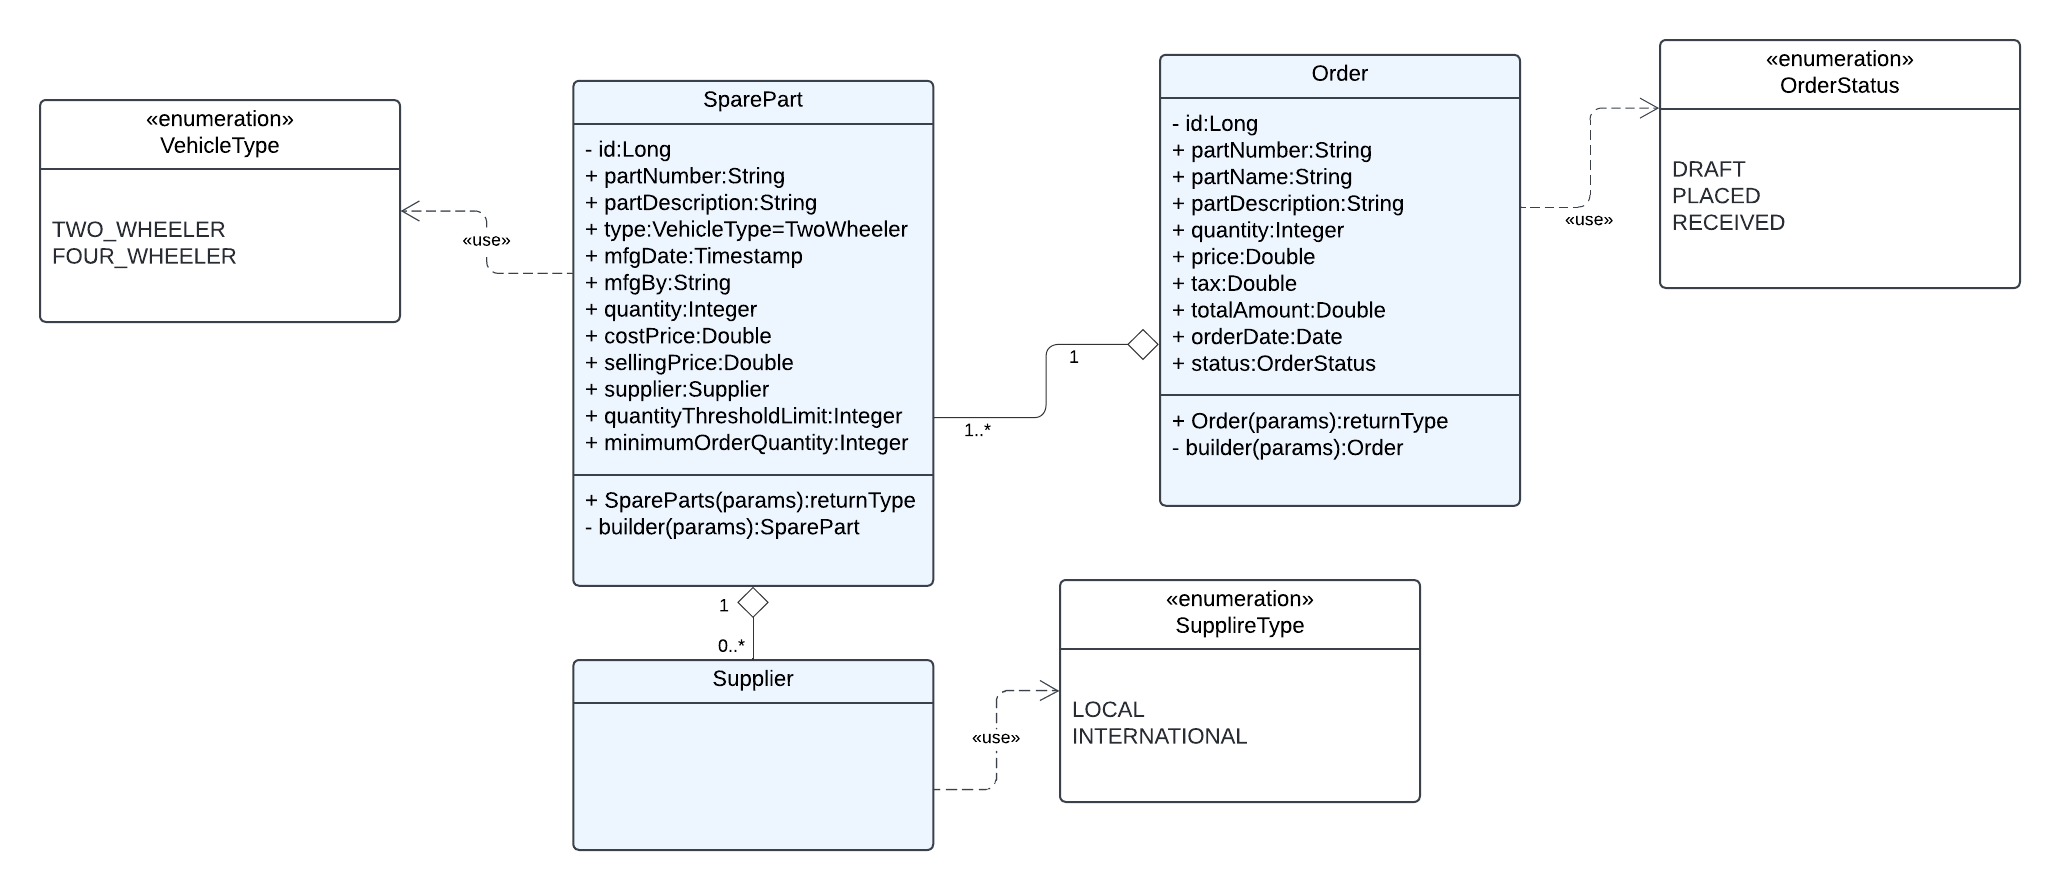 «enumeration»
VehicleType
TWO_WHEELER
FOUR_WHEELER
«use»
SparePart
- id:Long
+ partNumber:String
+ partDescription:String
+ type:VehicleType=TwoWheeler
+ mfgDate:Timestamp
+ mfgBy:String
+ quantity:Integer
+ costPrice:Double
+ sellingPrice:Double
+ supplier:Supplier
+ quantityThresholdLimit:Integer
+ minimumOrderQuantity:Integer
+ SpareParts(params):returnType
- builder(params):SparePart
1
1..*
Order
- id:Long
+ partNumber:String
+ partName:String
+ partDescription:String
+ quantity:Integer
+ price:Double
+ tax:Double
+ totalAmount:Double
+ orderDate:Date
+ status:OrderStatus
+ Order(params):returnType
- builder(params):Order
«use»
«enumeration»
OrderStatus
DRAFT
PLACED
RECEIVED
1
0..*
Supplier
«use»
«enumeration»
SupplireType
LOCAL
INTERNATIONAL